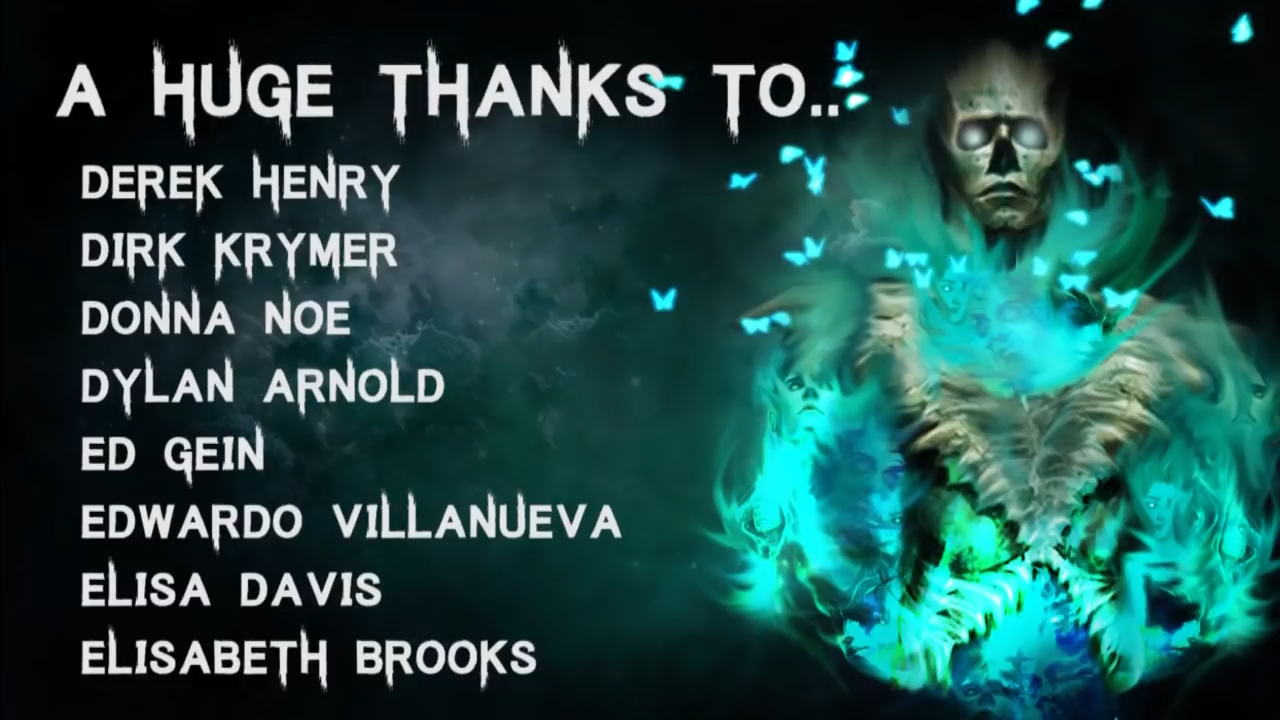 A HUGE THANKS TO..
DEREK HENRY
DIRK KRYMER
DONNA NOE
DYLAN ARNOLD
ED GEIN
EDWARDO VILLANUEVA
ELISA DAVIS
ELISABETH BROOKS